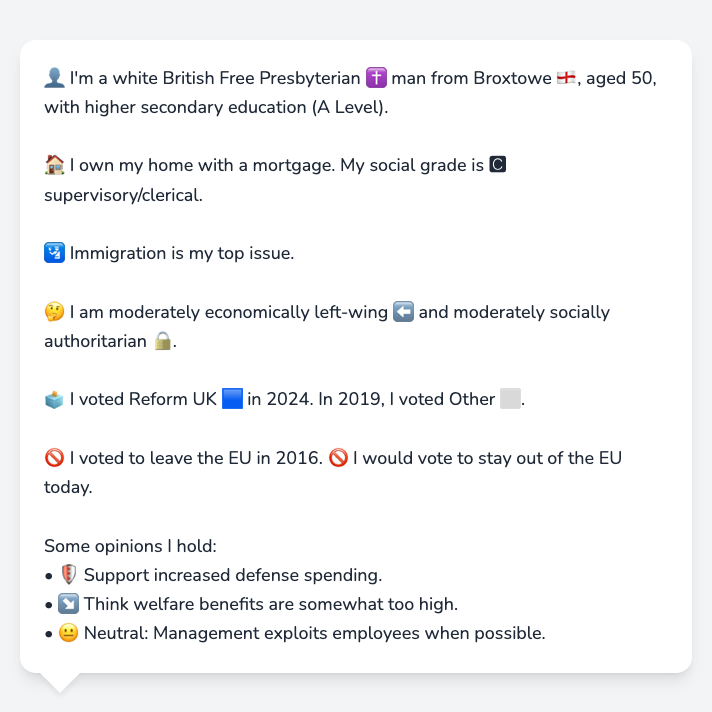 👤 I'm a white British Free Presbyterian ✝️ man from Broxtowe 🏴󠁧󠁢󠁥󠁮󠁧󠁿, aged 50,
with higher secondary education (A Level).
🏠 I own my home with a mortgage. My social grade is 🅲
supervisory/clerical.
🛂 Immigration is my top issue.
🤔 I am moderately economically left-wing ⬅️ and moderately socially
authoritarian 🔒.
🗳️ I voted Reform UK 🟦 in 2024. In 2019, I voted Other ⬜.
🚫 I voted to leave the EU in 2016. 🚫 I would vote to stay out of the EU
today.
Some opinions I hold:
• 🛡️ Support increased defense spending.
• ↘️ Think welfare benefits are somewhat too high.
• 😐 Neutral: Management exploits employees when possible.